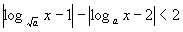 |log_{√a} x − 1| − |log_a x − 2| < 2